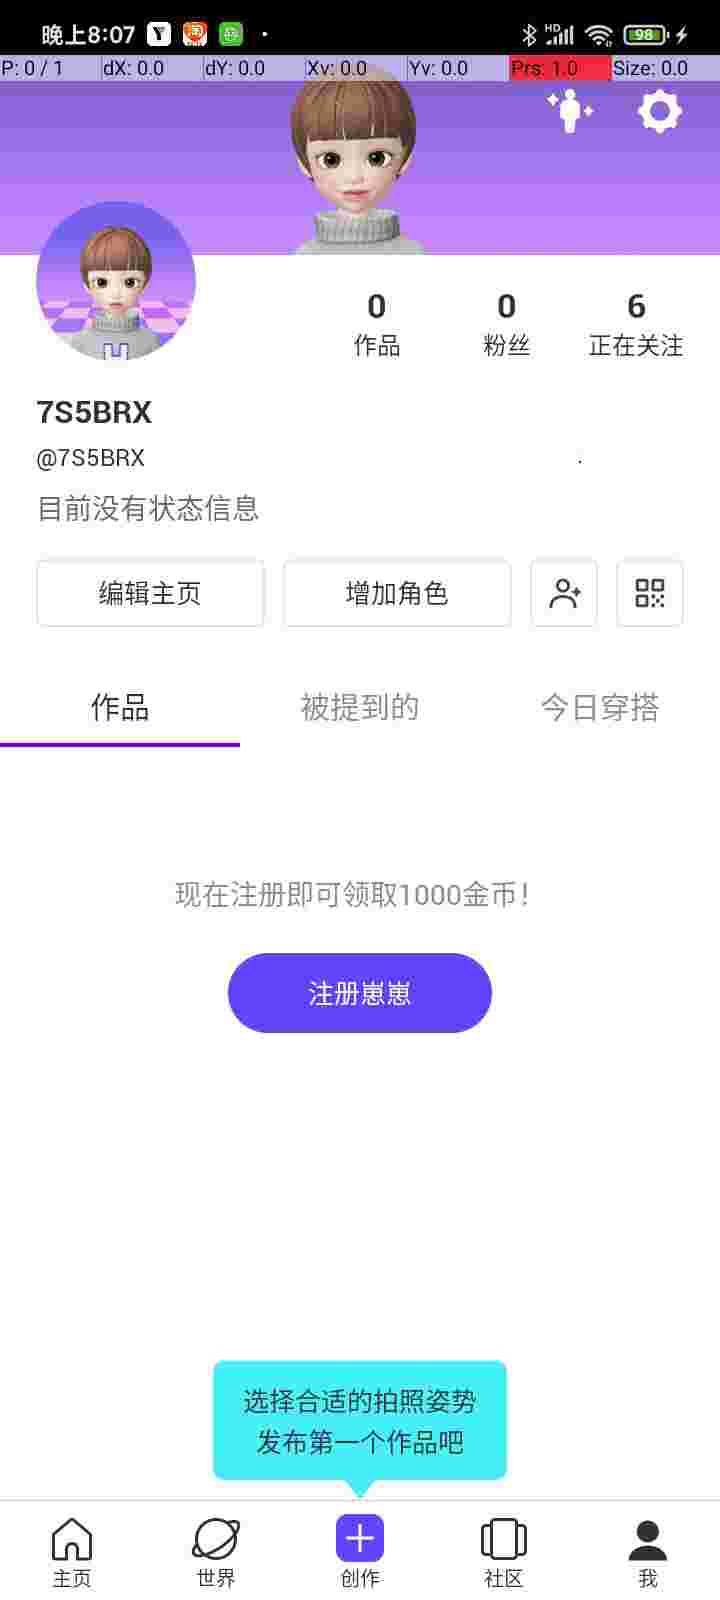 晚上8:07
HD
98
P: 0 / 1
dX: 0.0
dY: 0.0
Xv: 0.0
Yv: 0.0
Prs: 1.0
Size: 0.0
0
作品
0
粉丝
6
正在关注
7S5BRX
@7S5BRX
目前没有状态信息
编辑主页
增加角色
作品
被提到的
今日穿搭
现在注册即可领取1000金币!
注册崽崽
选择合适的拍照姿势
发布第一个作品吧
主页
世界
创作
社区
我